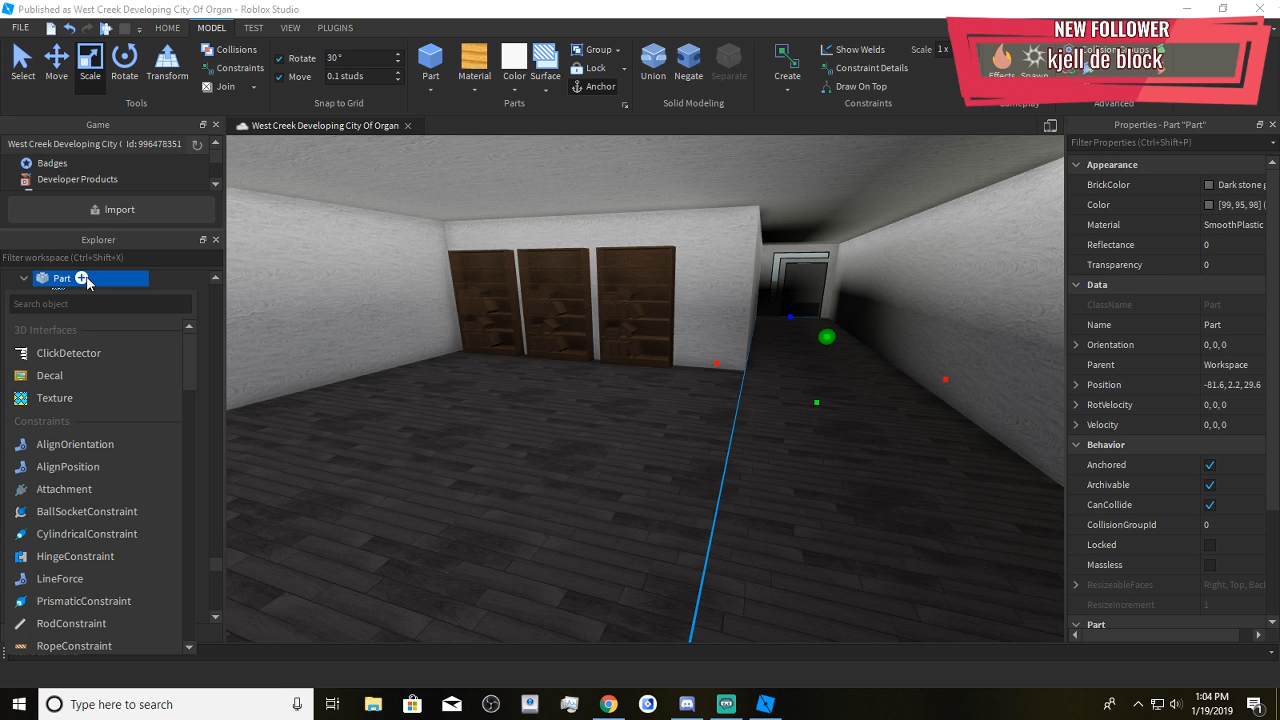 Published as West Creek Developing City Of Organ - Roblox Studio
NEW FOLLOWER
kjell de block
FILE
HOME
MODEL
TEST
VIEW
PLUGINS
Select
Move
Scale
Rotate
Transform
Collisions
Constraints
Join
Tools
Rotate
30°
Move
0.1 studs
Snap to Grid
Part
Material
Color
Surface
Group
Lock
Anchor
Parts
Union
Negate
Separate
Solid Modeling
Create
Show Welds
Scale 1 x
Constraint Details
Draw On Top
Constraints
Advanced
Game
West Creek Developing City (
Id: 996478351
Badges
Developer Products
Import
West Creek Developing City Of Organ
Explorer
Filter workspace (Ctrl+Shift+X)
Part
Search object
3D Interfaces
ClickDetector
Decal
Texture
Constraints
AlignOrientation
AlignPosition
Attachment
BallSocketConstraint
CylindricalConstraint
HingeConstraint
LineForce
PrismaticConstraint
RodConstraint
RopeConstraint
Properties - Part "Part"
Filter Properties (Ctrl+Shift+P)
Appearance
BrickColor Dark stone g
Color [99, 95, 98] (
Material SmoothPlastic
Reflectance 0
Transparency 0
Data
ClassName Part
Name Part
Orientation 0, 0, 0
Parent Workspace
Position -81.6, 2.2, 29.6
RotVelocity 0, 0, 0
Velocity 0, 0, 0
Behavior
Anchored
Archivable
CanCollide
CollisionGroupId 0
Locked
Massless
ResizeableFaces Right, Top, Bac
ResizeIncrement 1
Part
Type here to search
1:04 PM
1/19/2019